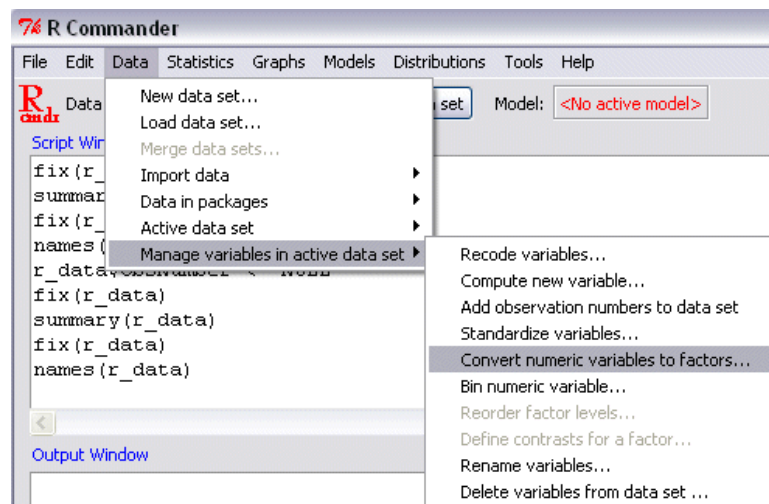 R Commander
File Edit Data Statistics Graphs Models Distributions Tools Help
R
cmdr
Data
set
Model: <No active model>
New data set...
Load data set...
Merge data sets...
Import data
Data in packages
Active data set
Manage variables in active data set
Script Wi
fix(r_
summar
fix(r_
names(
fix(r_data)
summary(r_data)
fix(r_data)
names(r_data)
Recode variables...
Compute new variable...
Add observation numbers to data set
Standardize variables...
Convert numeric variables to factors...
Bin numeric variable...
Reorder factor levels...
Define contrasts for a factor...
Rename variables...
Delete variables from data set ...
Output Window